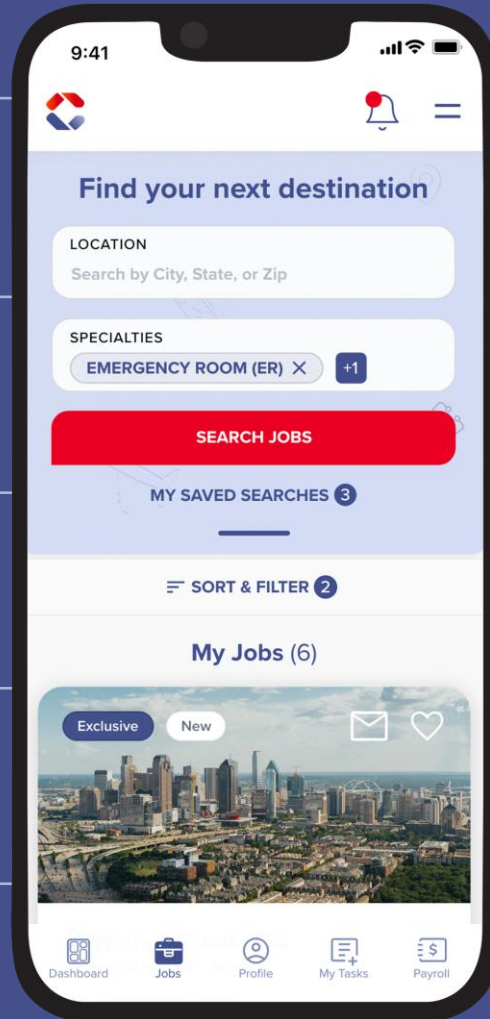 9:41
Find your next destination
LOCATION
Search by City, State, or Zip
SPECIALTIES
EMERGENCY ROOM (ER) X
+1
SEARCH JOBS
MY SAVED SEARCHES 3
SORT & FILTER 2
My Jobs (6)
Exclusive New
Dashboard Jobs Profile My Tasks Payroll